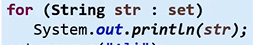 for (String str : set)
System.out.println(str);